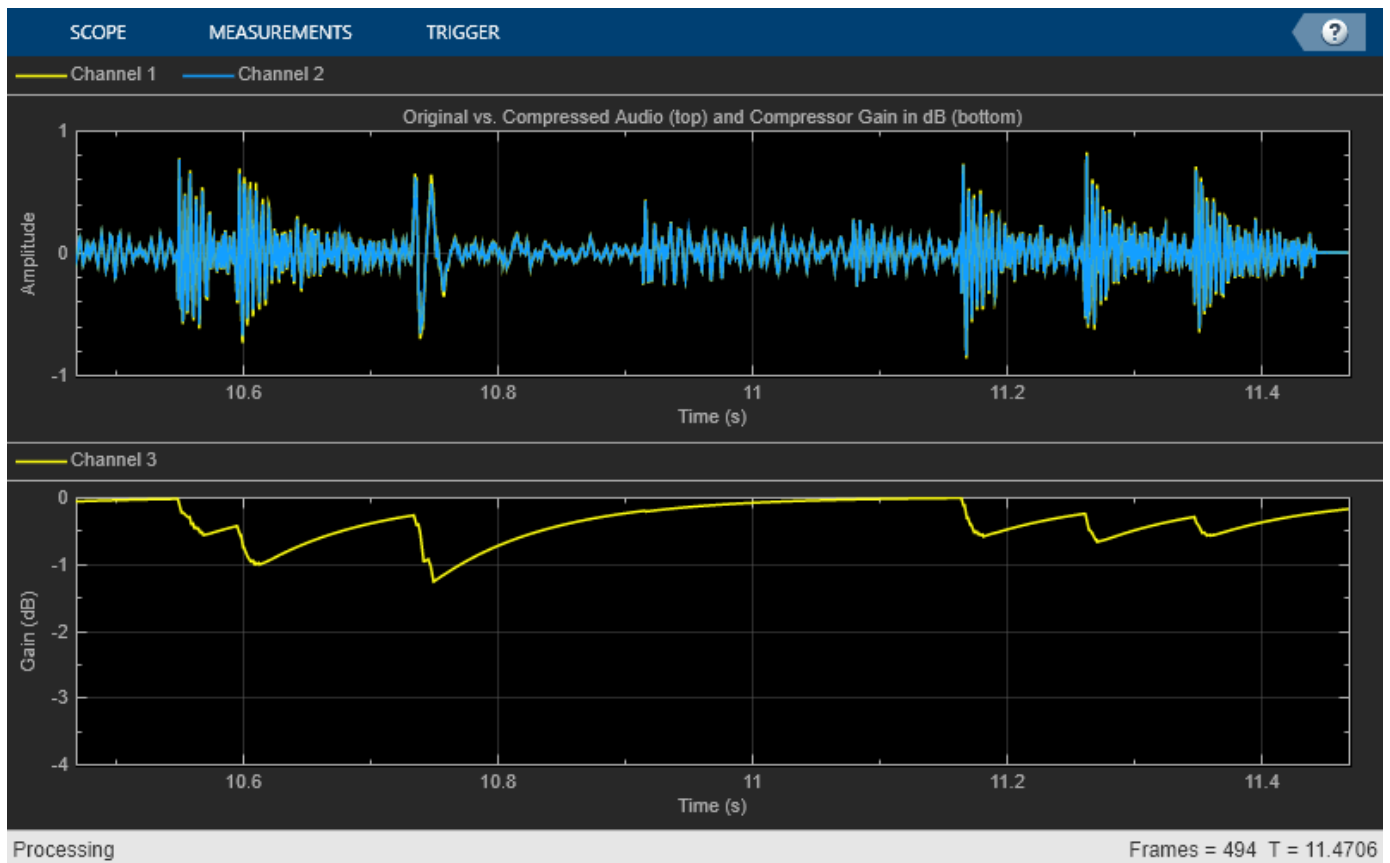 SCOPE MEASUREMENTS TRIGGER ?
Channel 1 Channel 2
Original vs. Compressed Audio (top) and Compressor Gain in dB (bottom)
1
Amplitude
0
-1
10.6 10.8 11 11.2 11.4
Time (s)
Channel 3
0
-1
Gain (dB)
-2
-3
-4
10.6 10.8 11 11.2 11.4
Time (s)
Processing Frames = 494 T = 11.4706